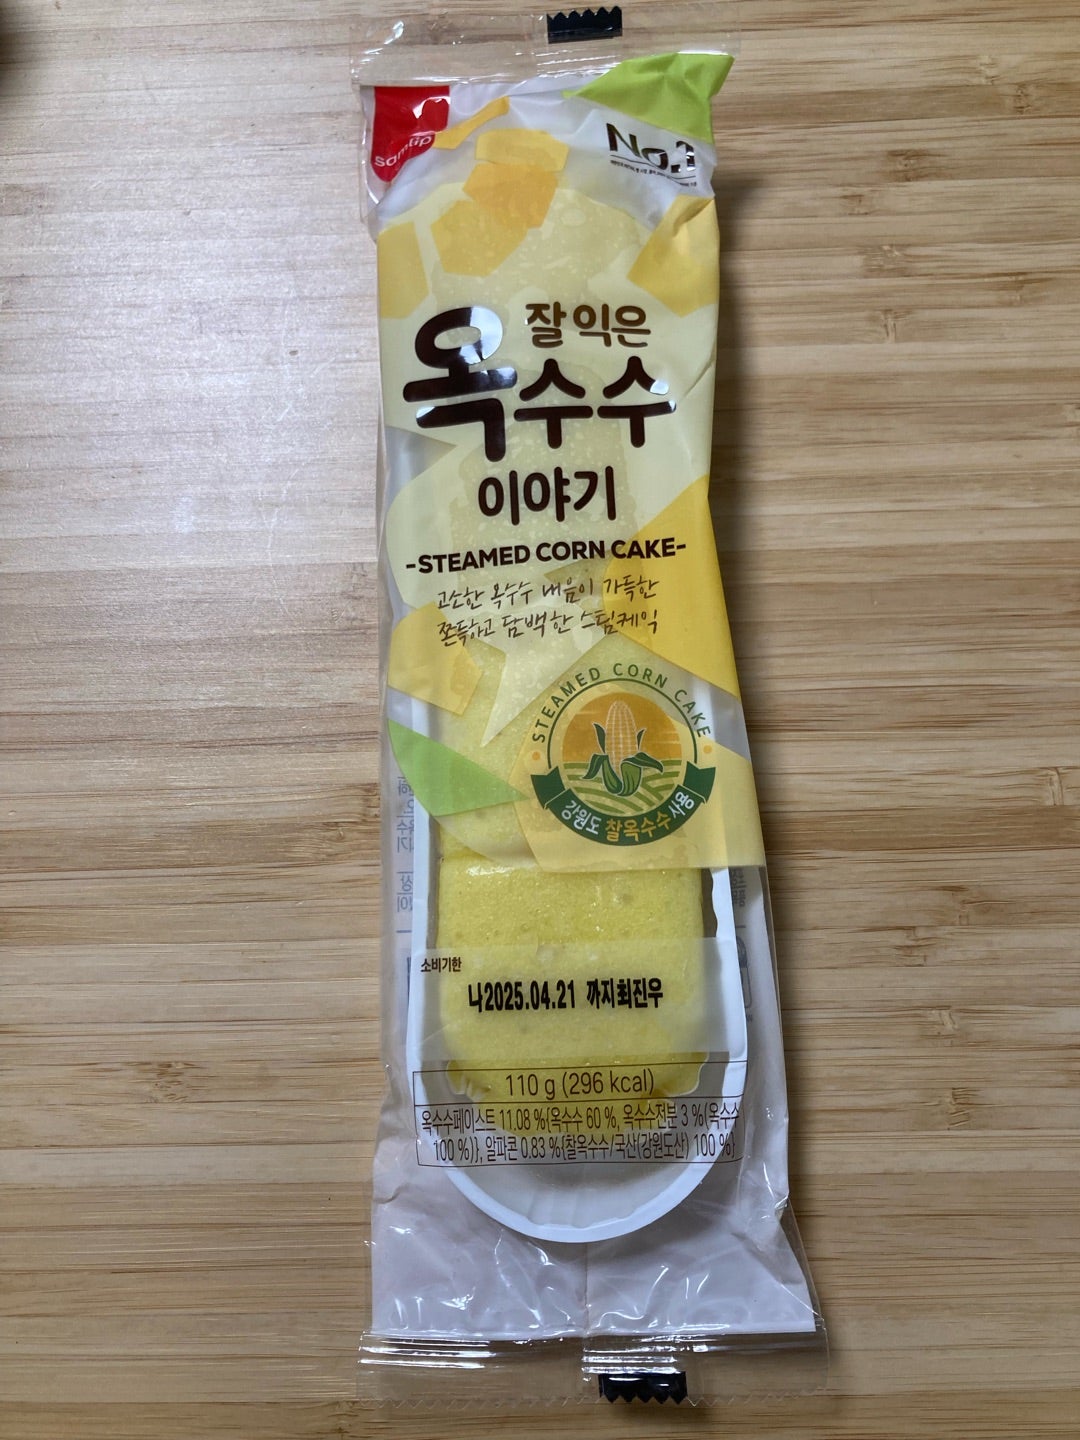 Samlip
No.1
잘 익은
옥수수
이야기
-STEAMED CORN CAKE-
고소한 옥수수 내음이 가득한
쫀득하고 담백한 스팀케익
STEAMED CORN CAKE
강원도 찰옥수수 사용
소비기한
나2025.04.21 까지최진우
110 g (296 kcal)
옥수수페이스트 11.08 %{옥수수 60 %, 옥수수전분 3 %(옥수수
100 %)}, 알파콘 0.83 %{찰옥수수/국산(강원도산) 100 %}